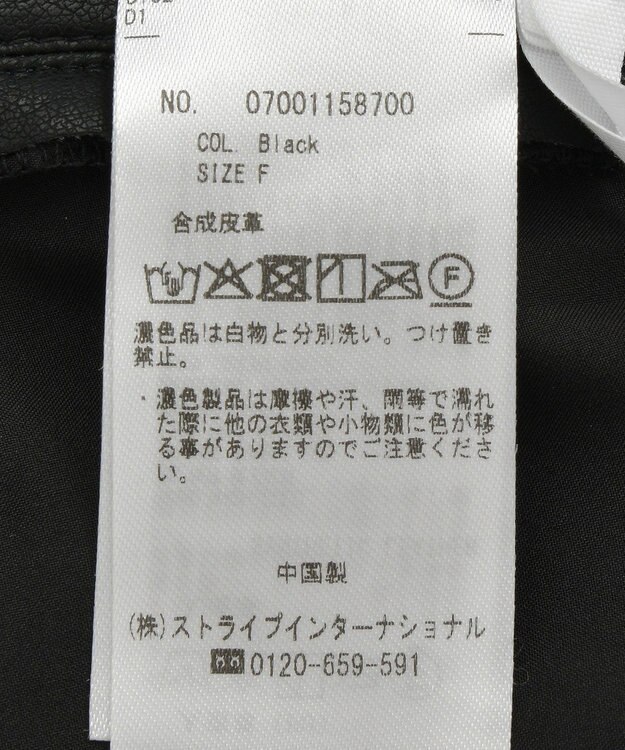 D1
NO. 07001158700
COL. Black
SIZE F
合成皮革
F
濃色品は白物と分別洗い。つけ置き
禁止。
・濃色製品は摩擦や汗、雨等で濡れ
た際に他の衣類や小物類に色が移
る事がありますのでご注意くださ
い。
中国製
(株)ストライプインターナショナル
0120-659-591